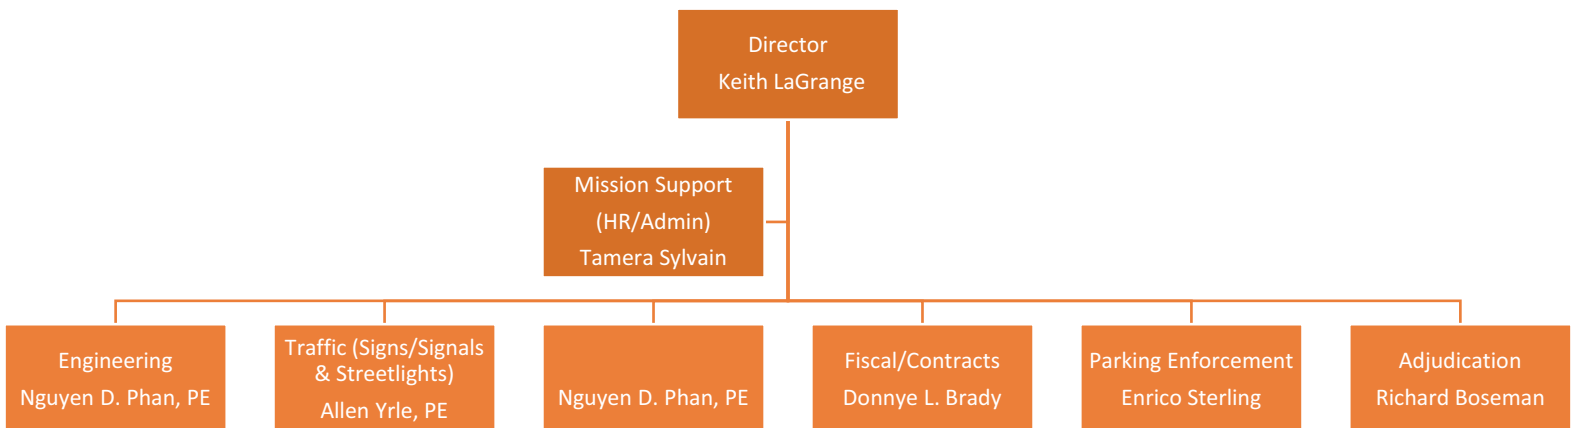 Director
Keith LaGrange
Mission Support
(HR/Admin)
Tamera Sylvain
Engineering
Nguyen D. Phan, PE
Traffic (Signs/Signals
& Streetlights)
Allen Yrle, PE
Nguyen D. Phan, PE
Fiscal/Contracts
Donnye L. Brady
Parking Enforcement
Enrico Sterling
Adjudication
Richard Boseman